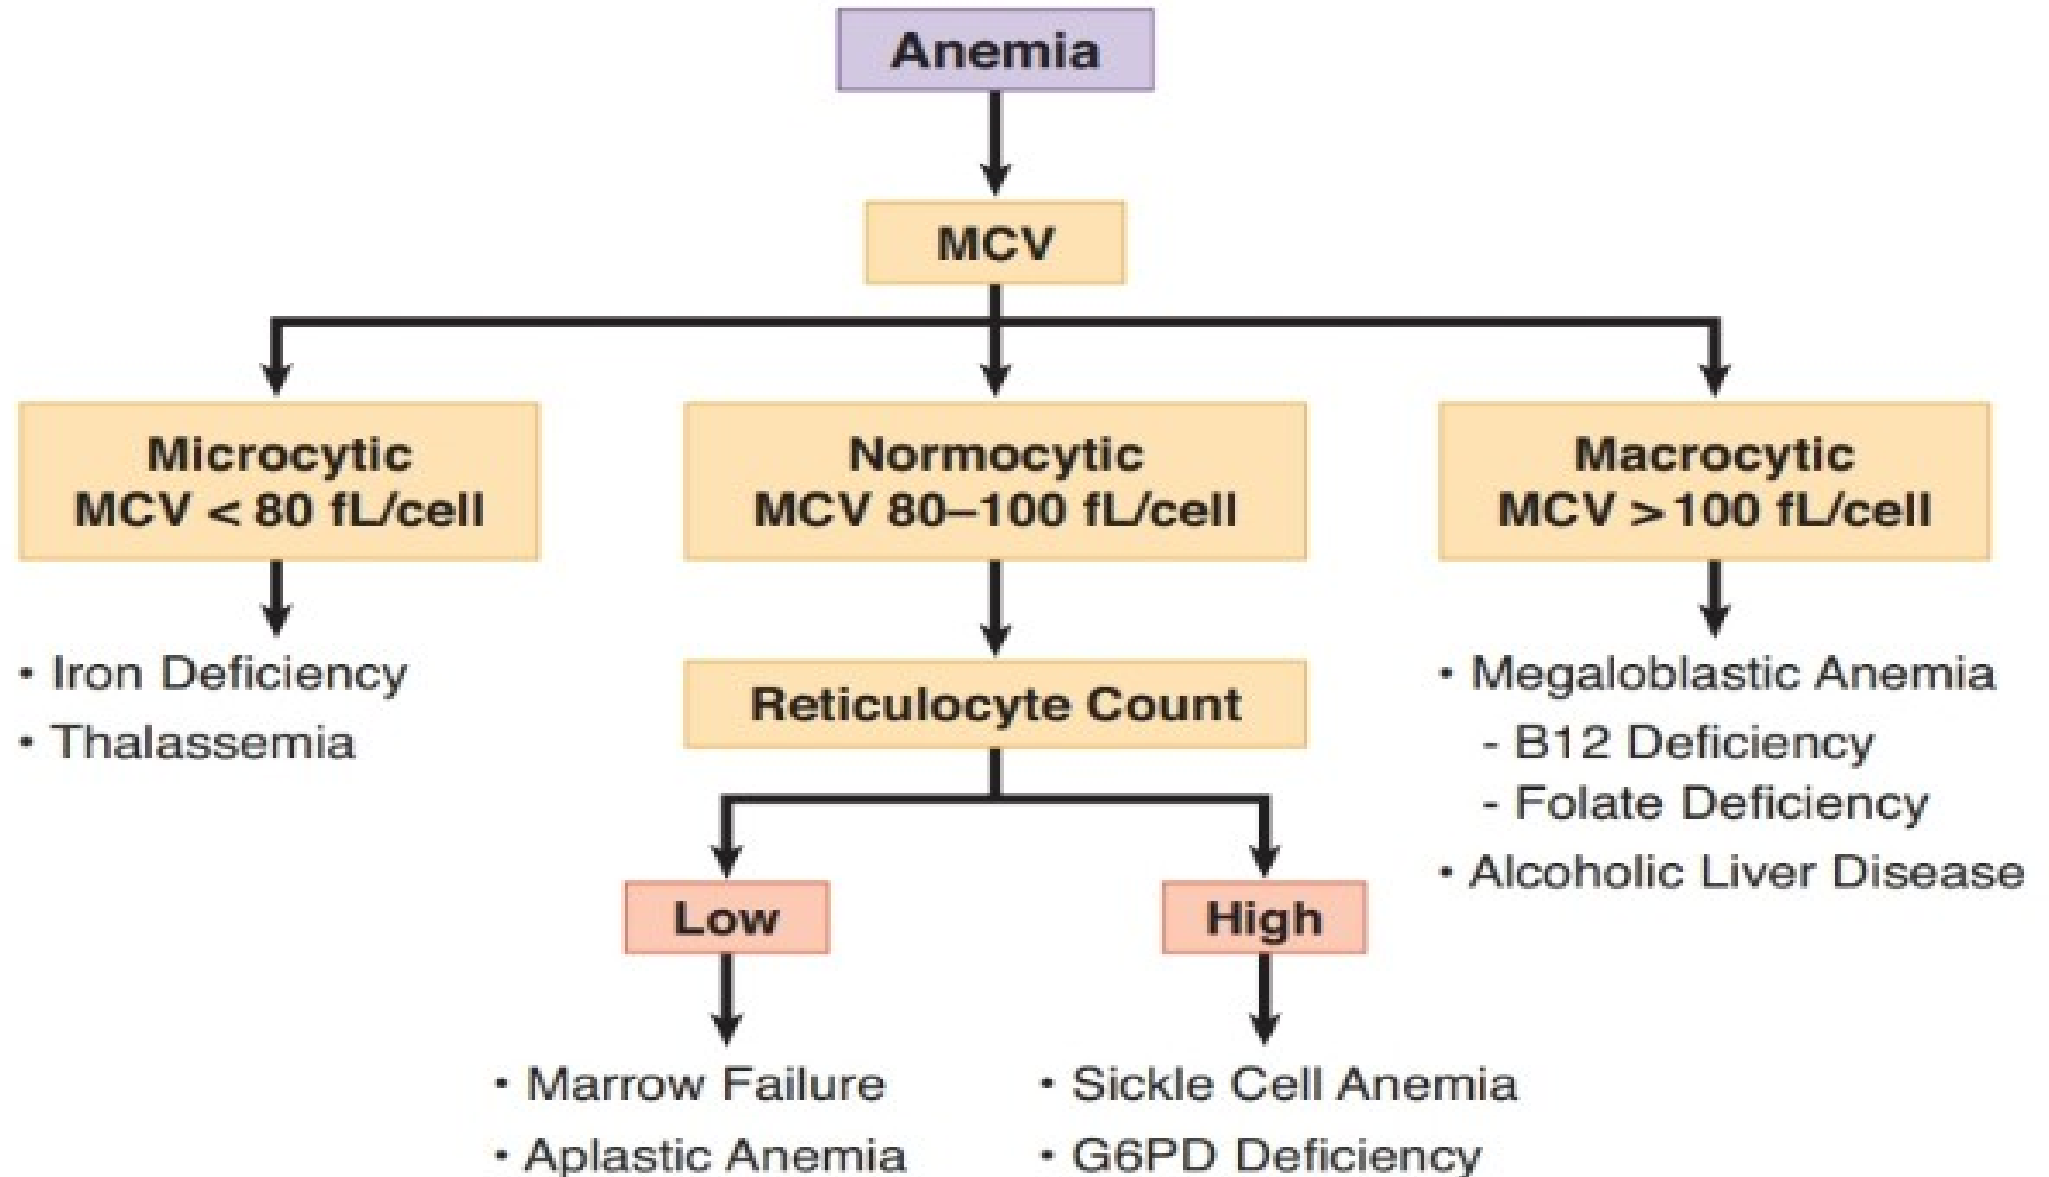 Anemia
MCV
Microcytic
MCV < 80 fL/cell
Normocytic
MCV 80–100 fL/cell
Macrocytic
MCV > 100 fL/cell
• Iron Deficiency
• Thalassemia
Reticulocyte Count
• Megaloblastic Anemia
- B12 Deficiency
- Folate Deficiency
• Alcoholic Liver Disease
Low
High
• Marrow Failure
• Aplastic Anemia
• Sickle Cell Anemia
• G6PD Deficiency